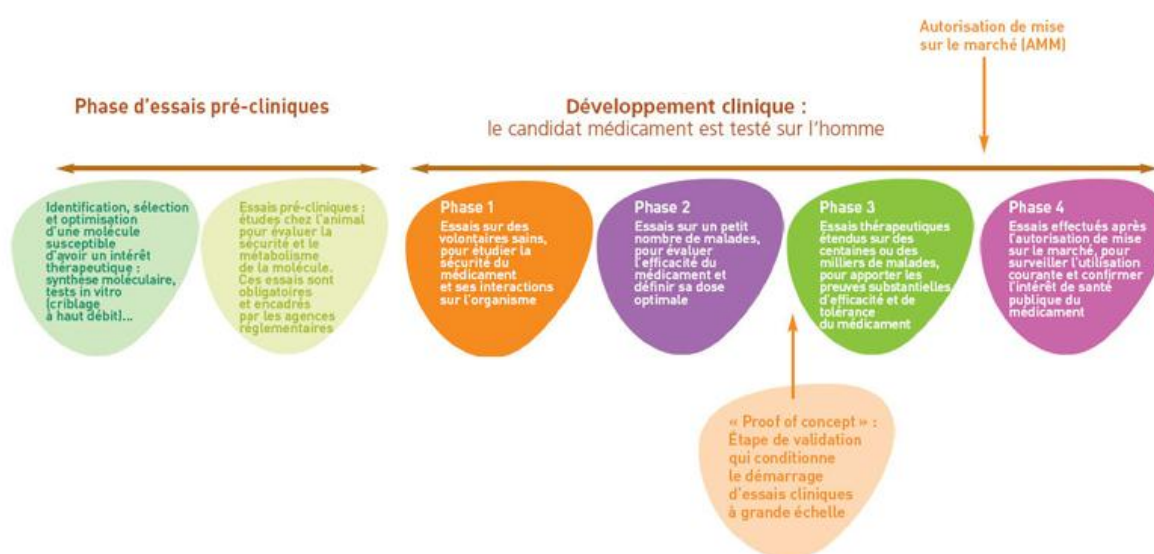 Autorisation de mise
sur le marché (AMM)
Phase d'essais pré-cliniques
Développement clinique :
le candidat médicament est testé sur l'homme
Identification, sélection
et optimisation
d'une molécule
susceptible
d'avoir un intérêt
thérapeutique :
synthèse moléculaire,
tests in vitro
(criblage
à haut débit)...
Essais pré-cliniques :
études chez l'animal
pour évaluer la
sécurité et le
métabolisme
de la molécule.
Ces essais sont
obligatoires
et encadrés
par les agences
réglementaires
Phase 1
Essais sur des
volontaires sains,
pour étudier la
sécurité du
médicament
et ses interactions
sur l'organisme
Phase 2
Essais sur un petit
nombre de malades,
pour évaluer
l'efficacité du
médicament et
définir sa dose
optimale
Phase 3
Essais thérapeutiques
étendus sur des
centaines ou des
milliers de malades,
pour apporter les
preuves substantielles
d'efficacité et de
tolérance
du médicament
Phase 4
Essais effectués après
l'autorisation de mise
sur le marché, pour
surveiller l'utilisation
courante et confirmer
l'intérêt de santé
publique du
médicament
« Proof of concept » :
Étape de validation
qui conditionne
le démarrage
d'essais cliniques
à grande échelle